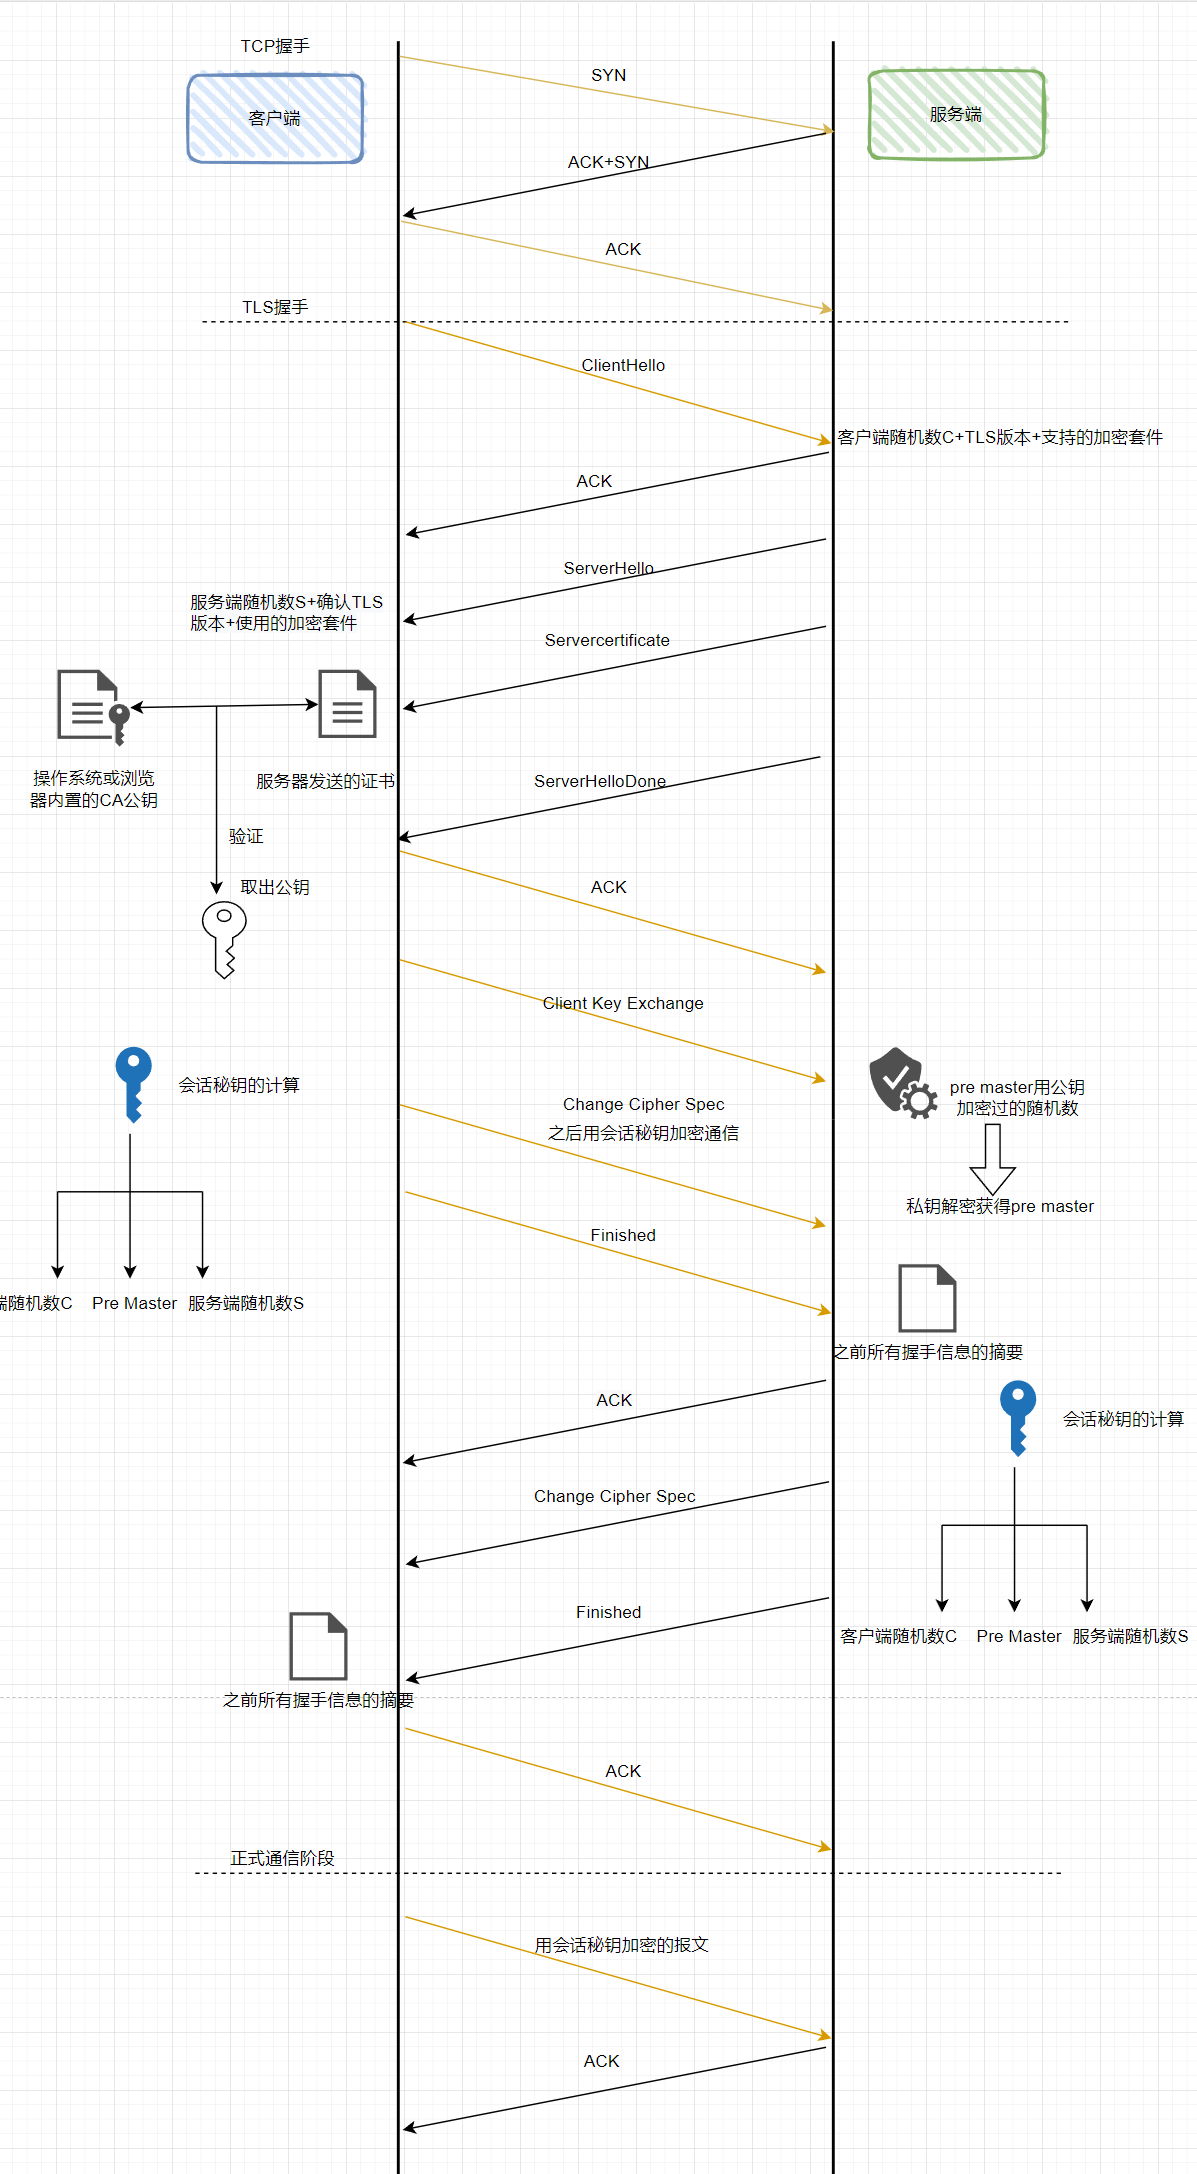 TCP握手
客户端
SYN
服务端
ACK+SYN
ACK
TLS握手
ClientHello
客户端随机数C+TLS版本+支持的加密套件
ACK
ServerHello
服务端随机数S+确认TLS
版本+使用的加密套件
Servercertificate
操作系统或浏览
器内置的CA公钥
服务器发送的证书
ServerHelloDone
验证
取出公钥
ACK
Client Key Exchange
会话秘钥的计算
pre master用公钥
加密过的随机数
Change Cipher Spec
之后用会话秘钥加密通信
私钥解密获得pre master
Finished
端随机数C
Pre Master
服务端随机数S
之前所有握手信息的摘要
ACK
会话秘钥的计算
Change Cipher Spec
Finished
客户端随机数C
Pre Master
服务端随机数S
之前所有握手信息的摘要
ACK
正式通信阶段
用会话秘钥加密的报文
ACK